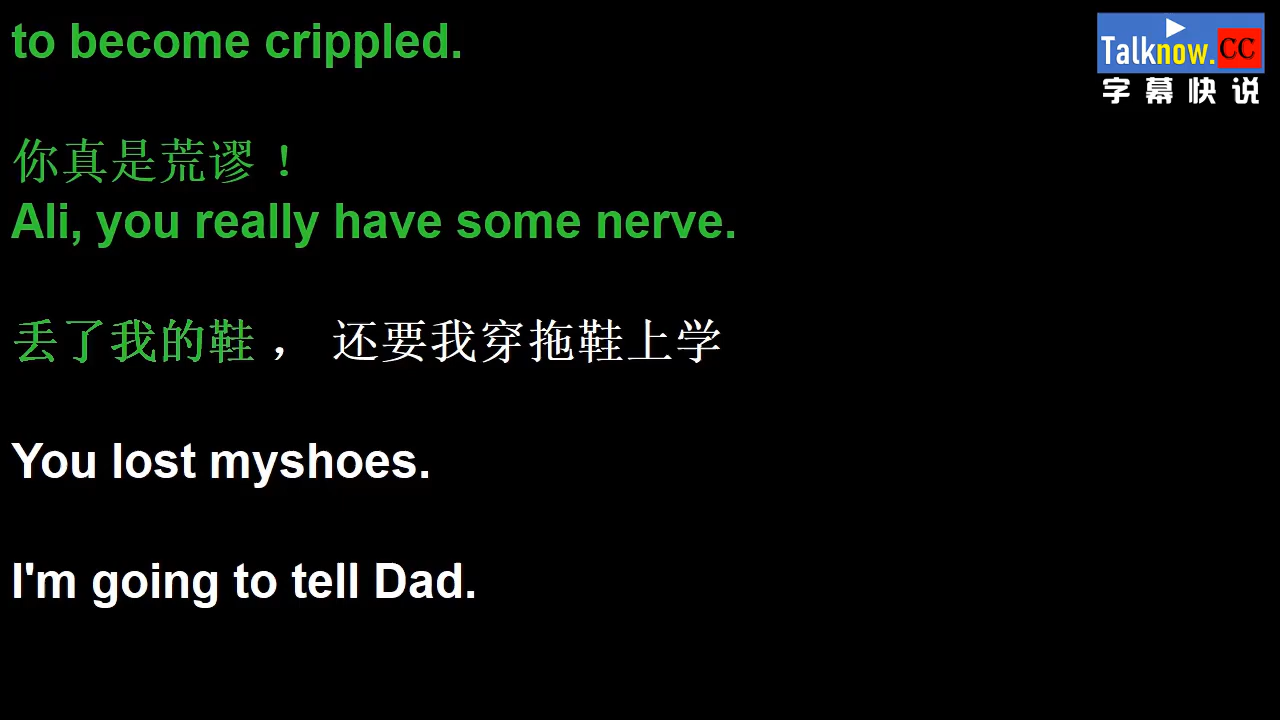 to become crippled.
Talknow.CC
字幕快说
你真是荒谬！
Ali, you really have some nerve.
丢了我的鞋， 还要我穿拖鞋上学
You lost myshoes.
I'm going to tell Dad.